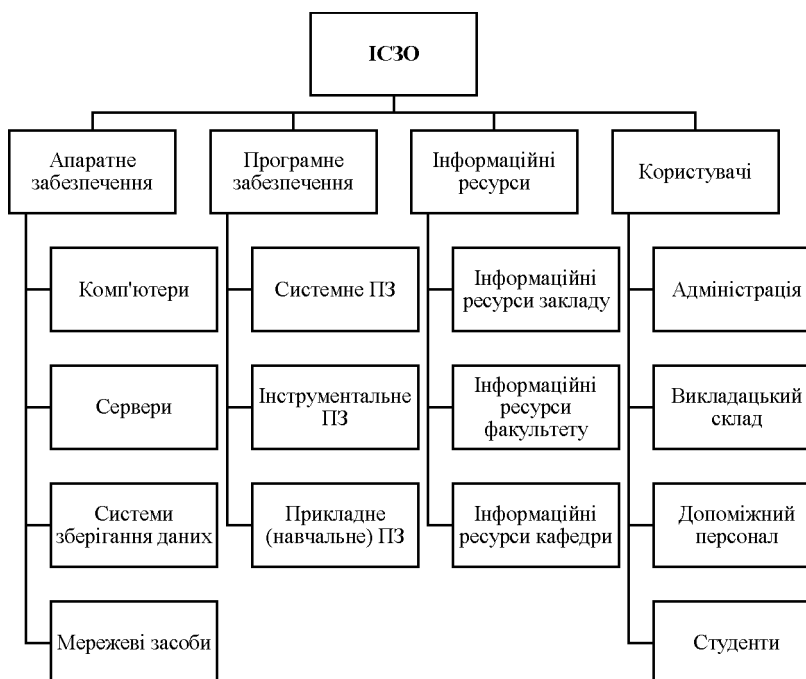 ІСЗО
Апаратне
забезпечення
Комп'ютери
Сервери
Системи
зберігання даних
Мережеві засоби
Програмне
забезпечення
Системне ПЗ
Інструментальне
ПЗ
Прикладне
(навчальне) ПЗ
Інформаційні
ресурси
Інформаційні
ресурси закладу
Інформаційні
ресурси
факультету
Інформаційні
ресурси кафедри
Користувачі
Адміністрація
Викладацький
склад
Допоміжний
персонал
Студенти